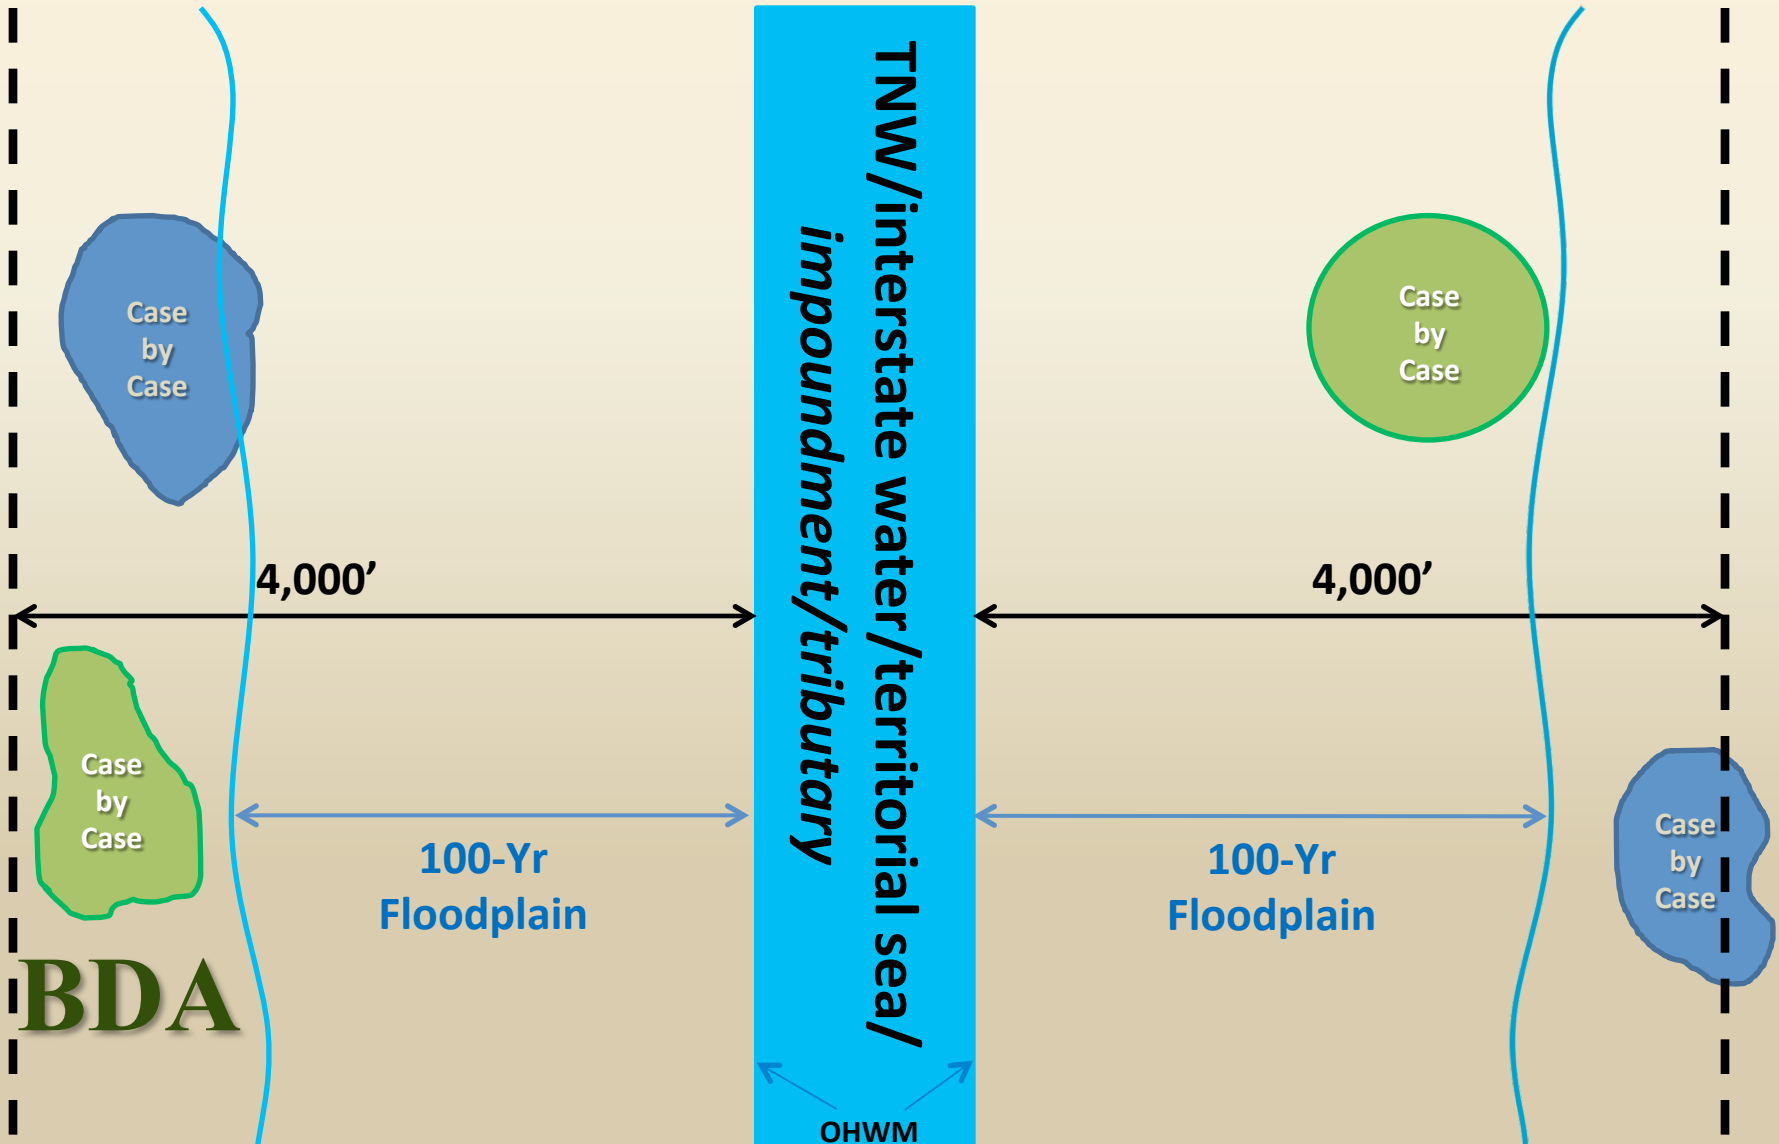 TNW/interstate water/territorial sea/
impoundment/tributary
Case
by
Case
Case
by
Case
4,000’
4,000’
Case
by
Case
Case
by
Case
100-Yr
Floodplain
100-Yr
Floodplain
BDA
OHWM